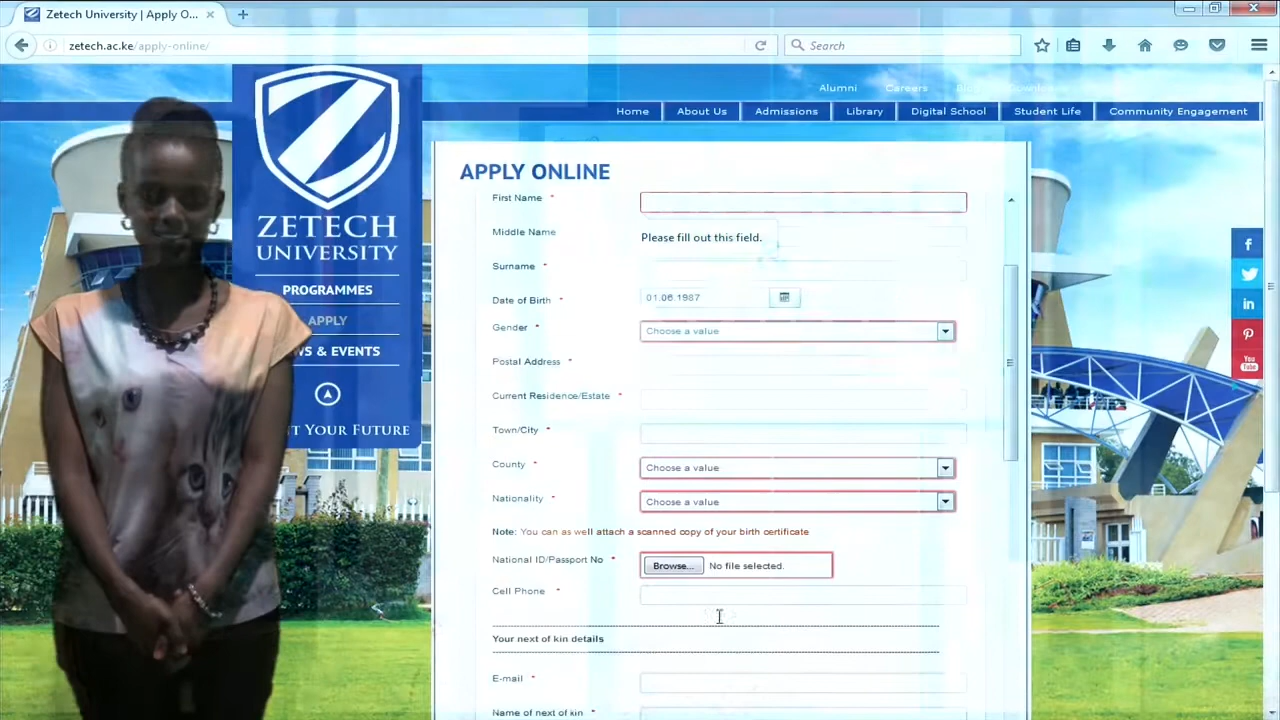 Zetech University | Apply O...
zetech.ac.ke/apply-online/
Search
Alumni
Careers
Home
About Us
Admissions
Library
Digital School
Student Life
Community Engagement
ZETECH
UNIVERSITY
PROGRAMMES
APPLY
S & EVENTS
NT YOUR FUTURE
APPLY ONLINE
First Name *
Middle Name
Please fill out this field.
Surname *
Date of Birth *
01.06.1987
Gender *
Choose a value
Postal Address *
Current Residence/Estate *
Town/City *
County *
Choose a value
Nationality *
Choose a value
Note: You can as well attach a scanned copy of your birth certificate
National ID/Passport No *
Browse... No file selected.
Cell Phone *
Your next of kin details
E-mail *
Name of next of kin *
You
Tube